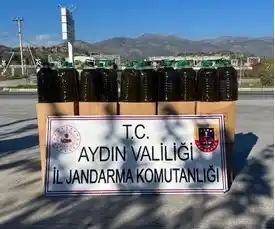 T.C.
AYDIN VALİLİĞİ
İL JANDARMA KOMUTANLIĞI